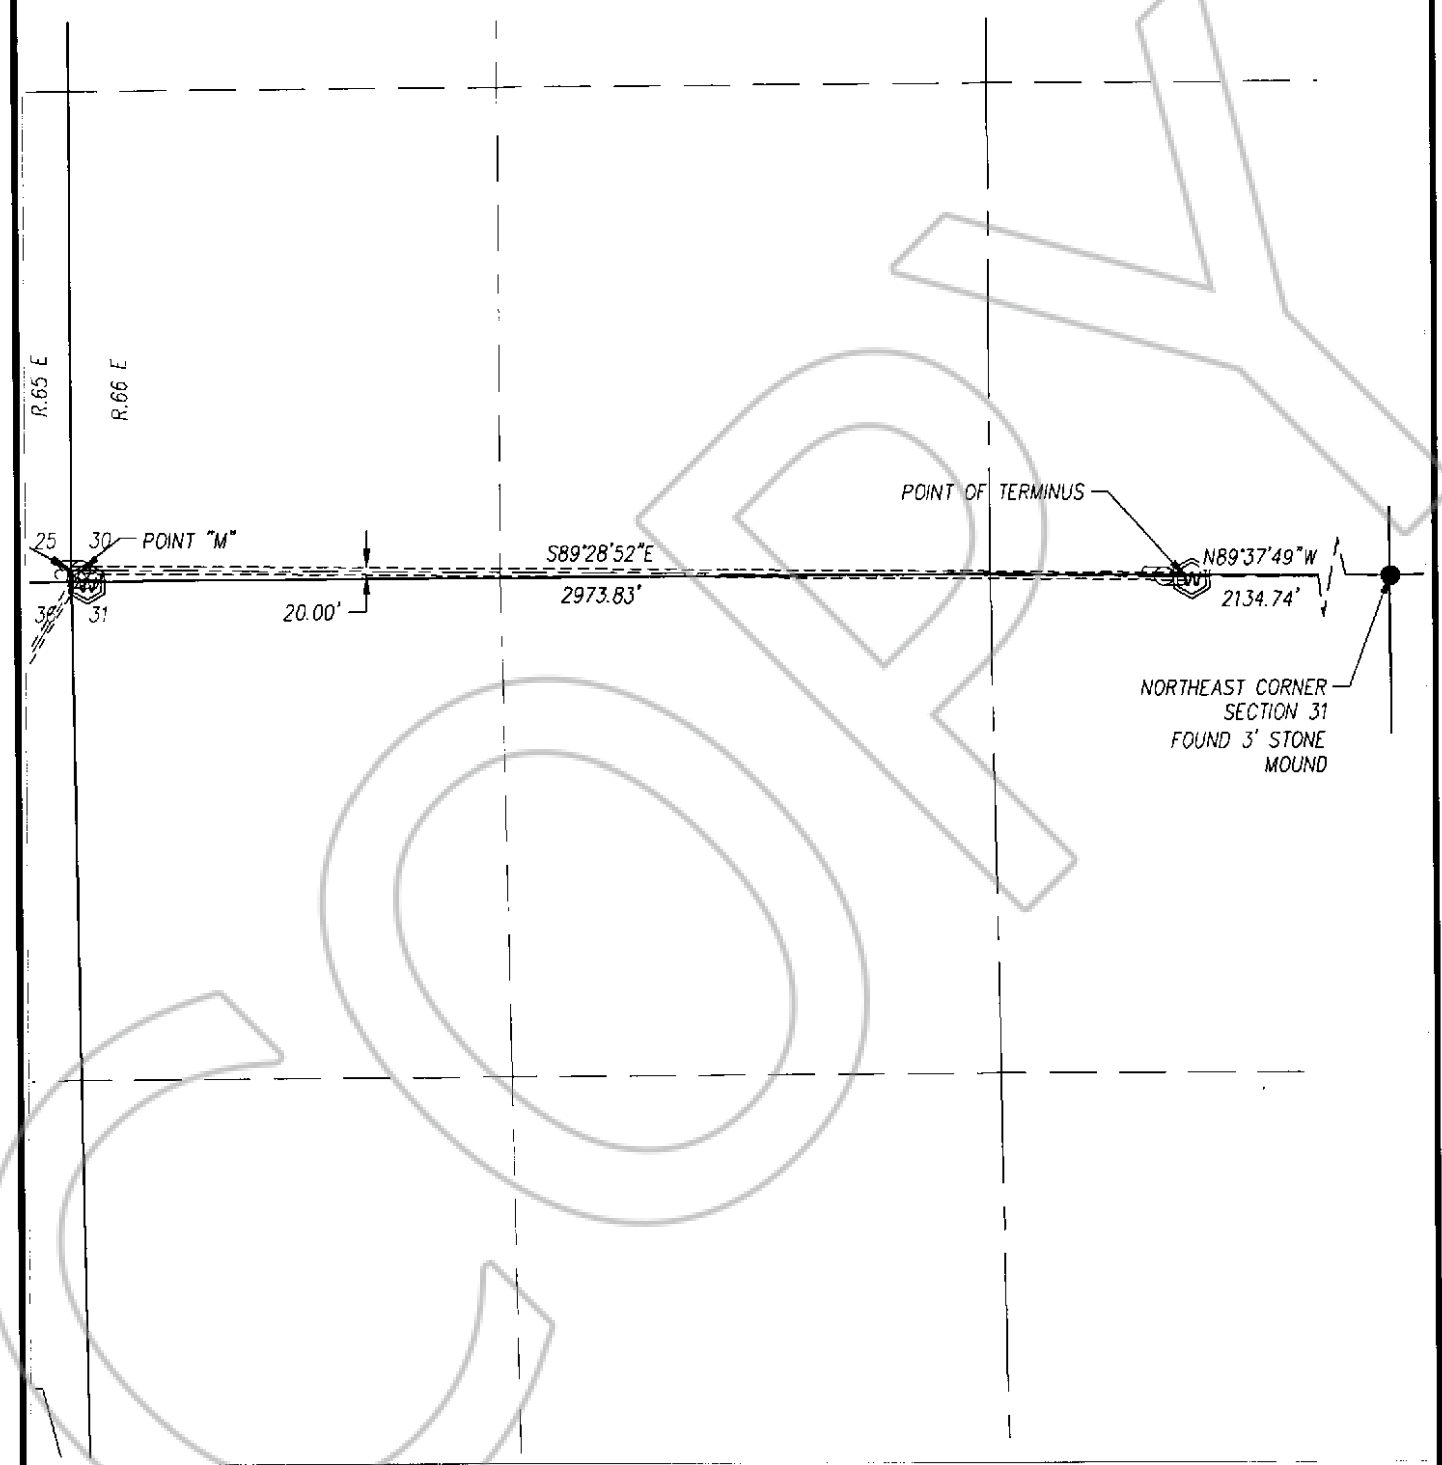 R.65 E
R.66 E
POINT OF TERMINUS
25
30
POINT "M"
S89°28'52"E
N89°37'49"W
W
W
2973.83'
2134.74'
20.00'
36
31
NORTHEAST CORNER
SECTION 31
FOUND 3' STONE
MOUND
COPY